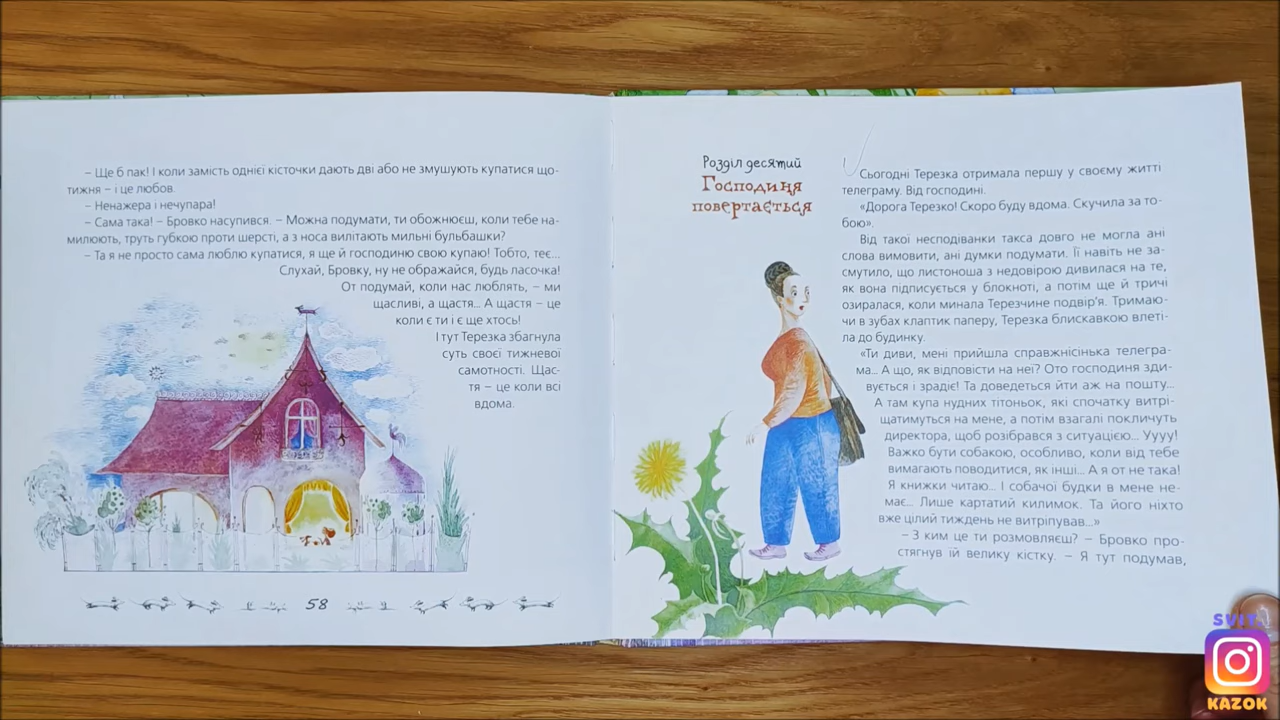 – Ще б пак! І коли замість однієї кісточки дають дві або не змушують купатися що-
тижня – і це любов.
– Ненажера і нечупара!
– Сама така! – Бровко насупився. – Можна подумати, ти обожнюєш, коли тебе на-
милюють, труть губкою проти шерсті, а з носа вилітають мильні бульбашки?
– Та я не просто сама люблю купатися, я ще й господиню свою купаю! Тобто, теє...
Слухай, Бровку, ну не ображайся, будь ласочка!
От подумай, коли нас люблять, – ми
щасливі, а щастя... А щастя – це
коли є ти і є ще хтось!
І тут Терезка збагнула
суть своєї тижневої
самотності. Щас-
тя – це коли всі
вдома.
58
Розділ десятий
Господиця
повертається
Сьогодні Терезка отримала першу у своєму житті
телеграму. Від господині.
«Дорога Терезко! Скоро буду вдома. Скучила за то-
бою».
Від такої несподіванки такса довго не могла ані
слова вимовити, ані думки подумати. Її навіть не за-
смутило, що листоноша з недовірою дивилася на те,
як вона підписується у блокноті, а потім ще й тричі
озиралася, коли минала Терезчине подвір'я. Тримаю-
чи в зубах клаптик паперу, Терезка блискавкою влеті-
ла до будинку.
«Ти диви, мені прийшла справжнісінька телегра-
ма... А що, як відповісти на неї? Ото господиня зди-
вується і зрадіє! Та доведеться йти аж на пошту...
А там купа нудних тітоньок, які спочатку витрі-
щатимуться на мене, а потім взагалі покличуть
директора, щоб розібрався з ситуацією... Уууу!
Важко бути собакою, особливо, коли від тебе
вимагають поводитися, як інші... А я от не така!
Я книжки читаю... І собачої будки в мене не-
має... Лише картатий килимок. Та його ніхто
вже цілий тиждень не витріпував...»
– З ким це ти розмовляєш? – Бровко про-
стягнув їй велику кістку. – Я тут подумав,
SVIT
KAZOK